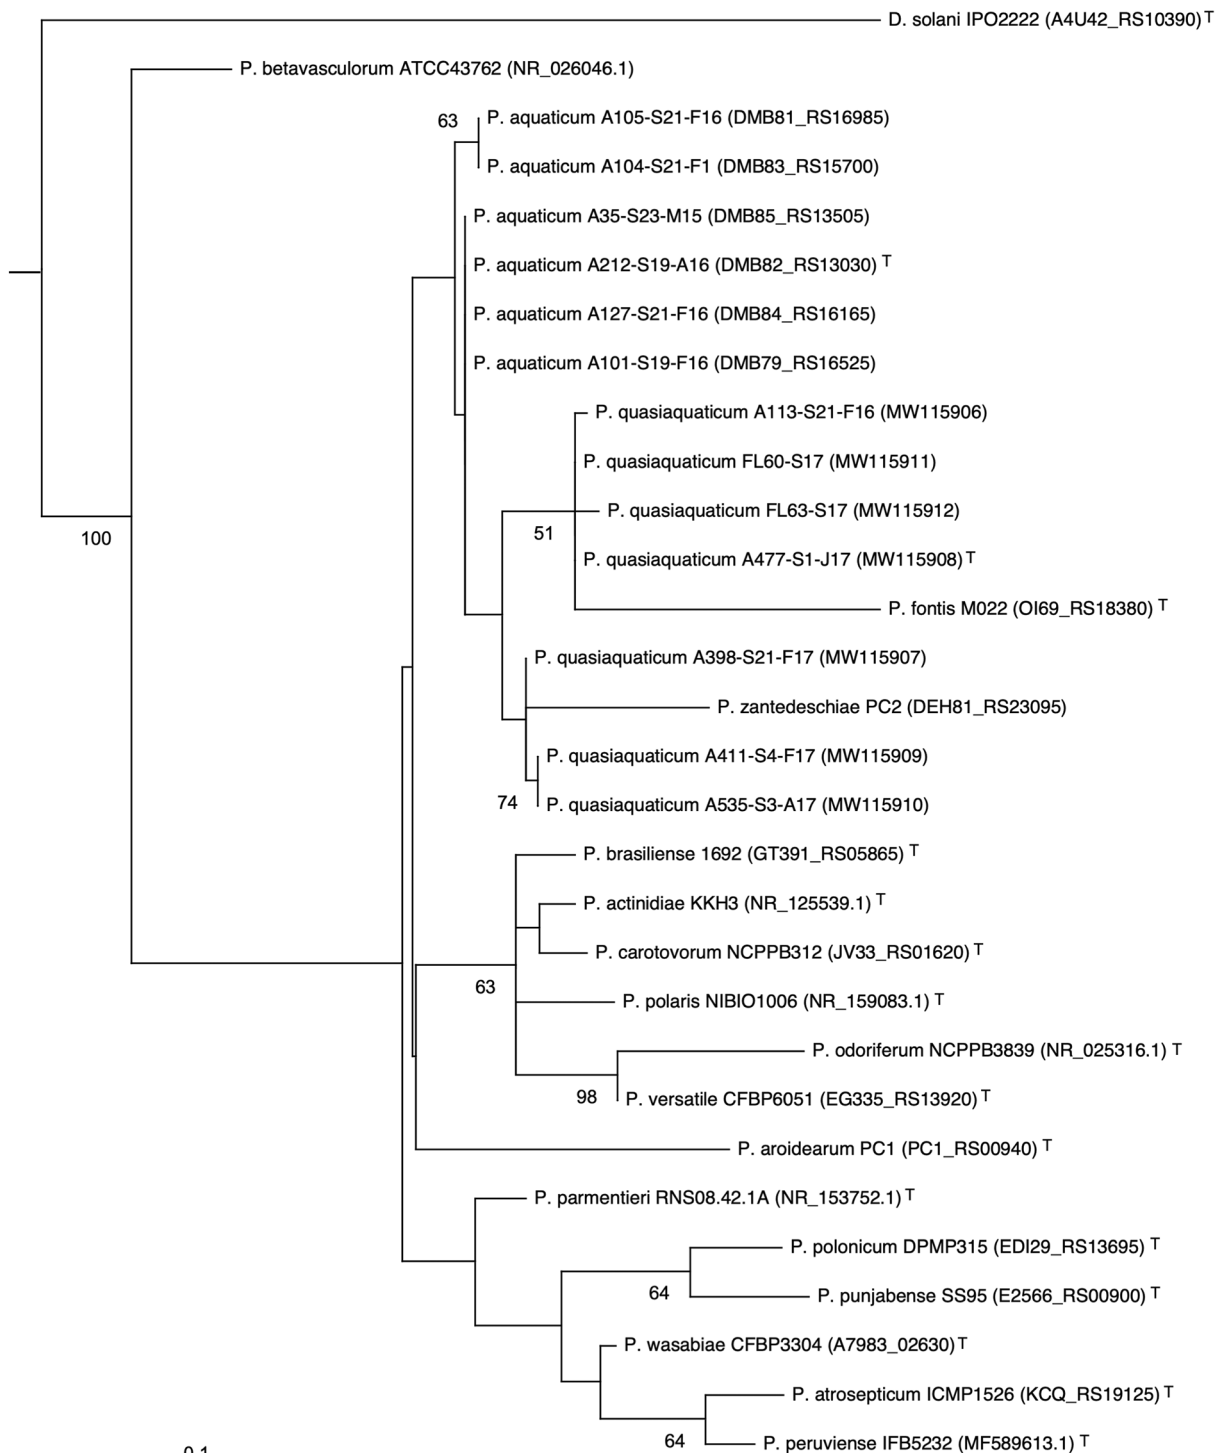 D. solani IPO2222 (A4U42_RS10390) T
P. betavasculorum ATCC43762 (NR_026046.1)
63
P. aquaticum A105-S21-F16 (DMB81_RS16985)
P. aquaticum A104-S21-F1 (DMB83_RS15700)
P. aquaticum A35-S23-M15 (DMB85_RS13505)
P. aquaticum A212-S19-A16 (DMB82_RS13030) T
P. aquaticum A127-S21-F16 (DMB84_RS16165)
P. aquaticum A101-S19-F16 (DMB79_RS16525)
P. quasiaquaticum A113-S21-F16 (MW115906)
P. quasiaquaticum FL60-S17 (MW115911)
P. quasiaquaticum FL63-S17 (MW115912)
51
100
P. quasiaquaticum A477-S1-J17 (MW115908) T
P. fontis M022 (OI69_RS18380) T
P. quasiaquaticum A398-S21-F17 (MW115907)
P. zantedeschiae PC2 (DEH81_RS23095)
P. quasiaquaticum A411-S4-F17 (MW115909)
74
P. quasiaquaticum A535-S3-A17 (MW115910)
P. brasiliense 1692 (GT391_RS05865) T
P. actinidiae KKH3 (NR_125539.1) T
P. carotovorum NCPPB312 (JV33_RS01620) T
63
P. polaris NIBIO1006 (NR_159083.1) T
P. odoriferum NCPPB3839 (NR_025316.1) T
98
P. versatile CFBP6051 (EG335_RS13920) T
P. aroidearum PC1 (PC1_RS00940) T
P. parmentieri RNS08.42.1A (NR_153752.1) T
P. polonicum DPMP315 (EDI29_RS13695) T
64
P. punjabense SS95 (E2566_RS00900) T
P. wasabiae CFBP3304 (A7983_02630) T
P. atrosepticum ICMP1526 (KCQ_RS19125) T
64
P. peruviense IFB5232 (MF589613.1) T
0.1